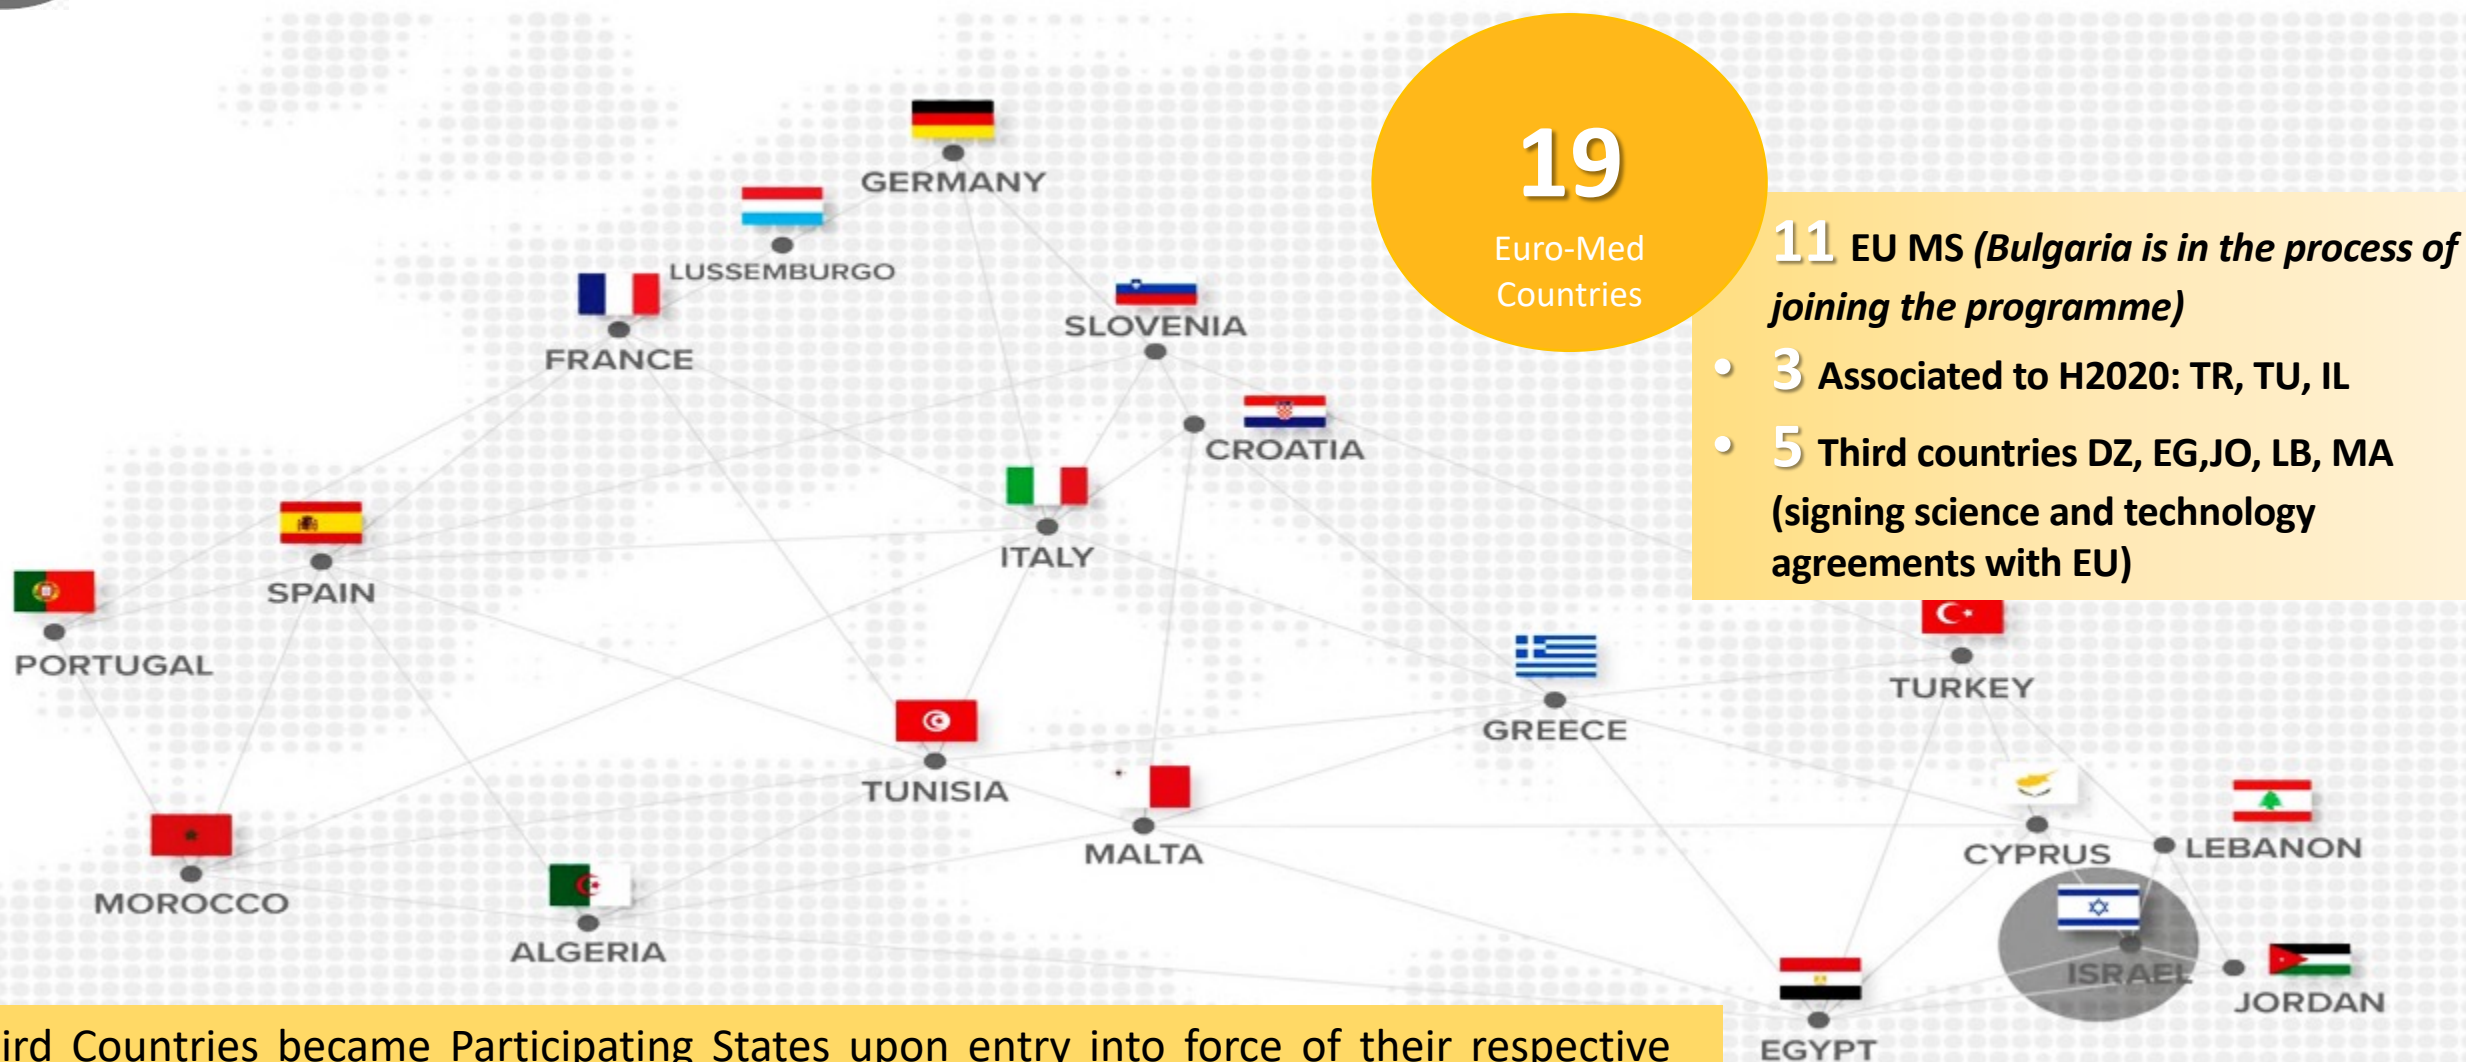 GERMANY
LUSSEMBURGO
FRANCE
SLOVENIA
CROATIA
ITALY
SPAIN
PORTUGAL
TUNISIA
MALTA
MOROCCO
ALGERIA
GREECE
TURKEY
CYPRUS
LEBANON
ISRAEL
JORDAN
EGYPT
19
Euro-Med
Countries
11 EU MS (Bulgaria is in the process of
joining the programme)
• 3 Associated to H2020: TR, TU, IL
• 5 Third countries DZ, EG,JO, LB, MA
(signing science and technology
agreements with EU)
Countries became Participating States upon entry into force of their respective